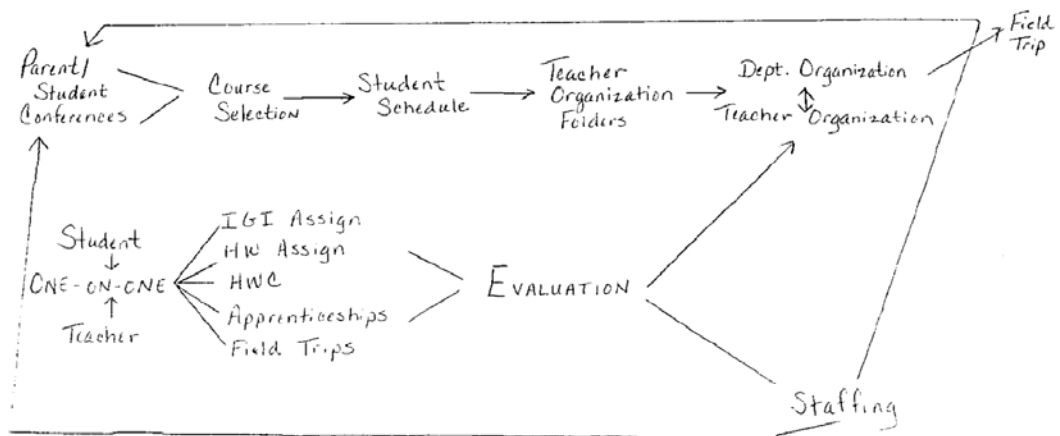 Field
Trip
Parent/
Student
Conferences
Course
Selection
Student
Schedule
Teacher
Organization
Folders
Dept. Organization
Teacher Organization
Student
ONE-ON-ONE
Teacher
IGI Assign
HW Assign
HWC
Apprenticeships
Field Trips
EVALUATION
Staffing